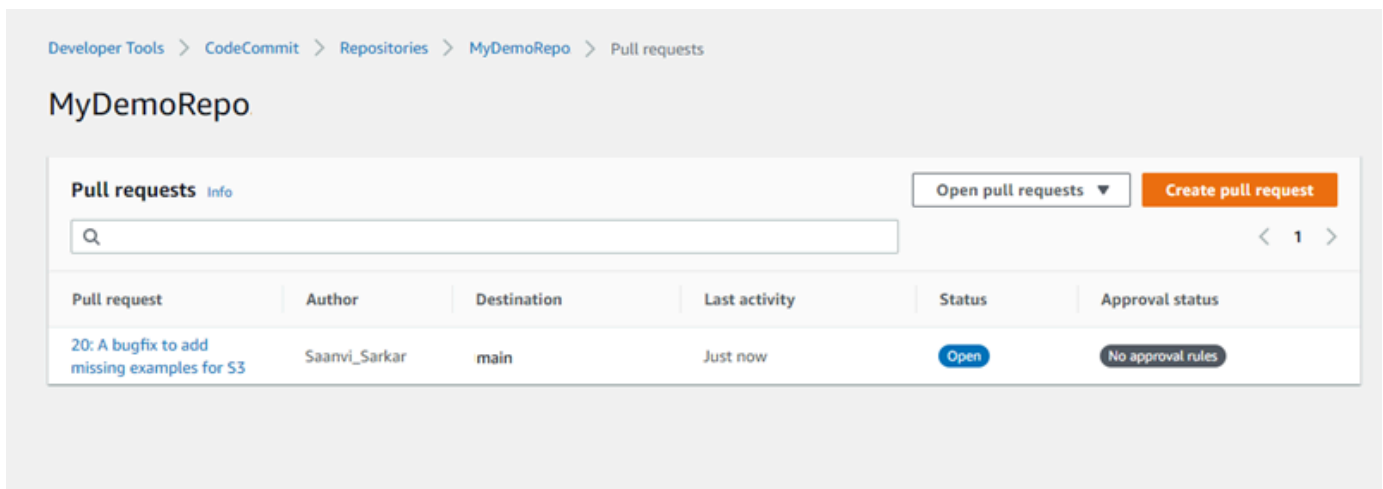 Developer Tools > CodeCommit > Repositories > MyDemoRepo > Pull requests
MyDemoRepo
Pull requests Info
Open pull requests ▼ Create pull request
< 1 >
Pull request Author Destination Last activity Status Approval status
20: A bugfix to add
missing examples for S3 Saanvi_Sarkar main Just now Open No approval rules